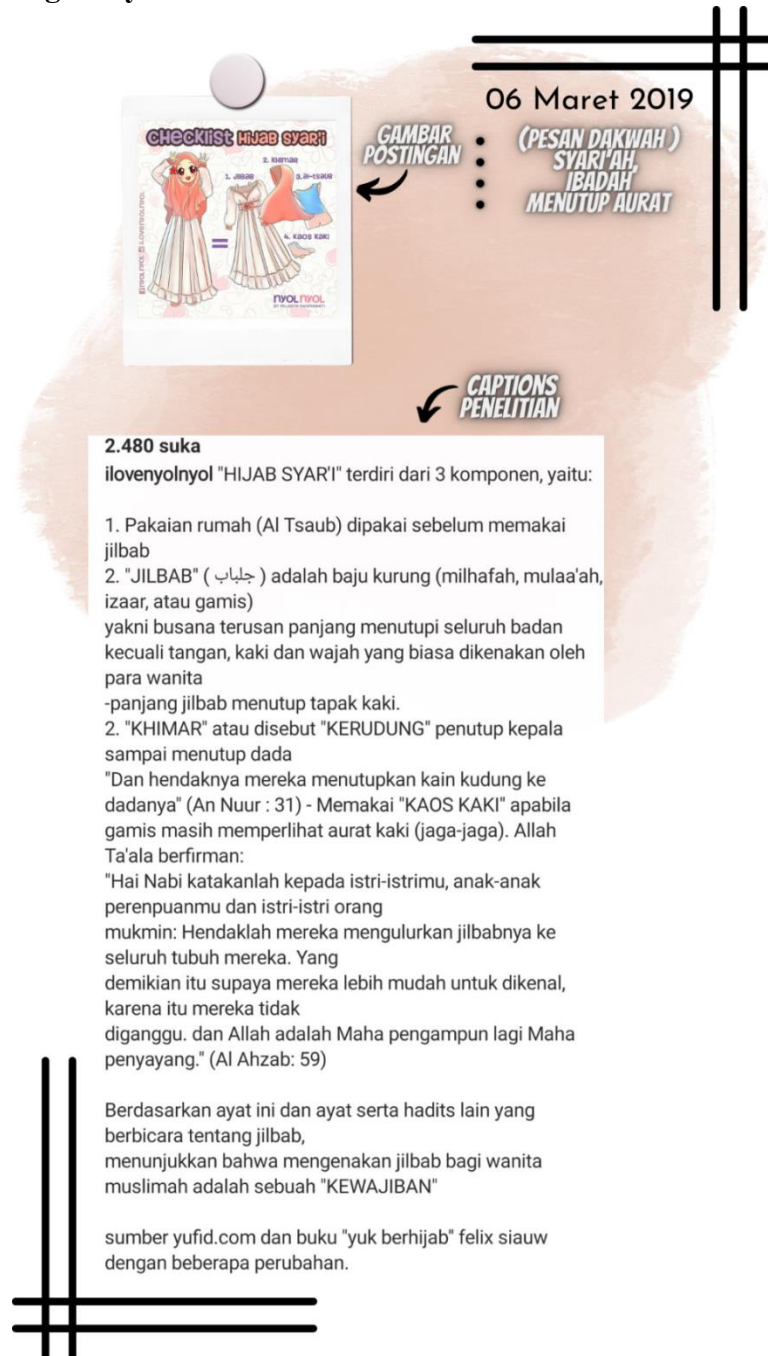 06 Maret 2019
GAMBAR
POSTINGAN
(PESAN DAKWAH )
SYARI'AH,
IBADAH
MENUTUP AURAT
CHECKLIST HIJAB SYAR'I
2. KHIMAR
1. JILBAB
3. AL-TSAUB
=
4. KAOS KAKI
NYOLNYOL
CAPTIONS
PENELITIAN
2.480 suka
ilovenyolnyol "HIJAB SYAR'I" terdiri dari 3 komponen, yaitu:
1. Pakaian rumah (Al Tsaub) dipakai sebelum memakai
jilbab
2. "JILBAB" ( جلباب ) adalah baju kurung (milhafah, mulaa'ah,
izaar, atau gamis)
yakni busana terusan panjang menutupi seluruh badan
kecuali tangan, kaki dan wajah yang biasa dikenakan oleh
para wanita
-panjang jilbab menutup tapak kaki.
2. "KHIMAR" atau disebut "KERUDUNG" penutup kepala
sampai menutup dada
"Dan hendaknya mereka menutupkan kain kudung ke
dadanya" (An Nuur : 31) - Memakai "KAOS KAKI" apabila
gamis masih memperlihat aurat kaki (jaga-jaga). Allah
Ta'ala berfirman:
"Hai Nabi katakanlah kepada istri-istrimu, anak-anak
perenpuanmu dan istri-istri orang
mukmin: Hendaklah mereka mengulurkan jilbabnya ke
seluruh tubuh mereka. Yang
demikian itu supaya mereka lebih mudah untuk dikenal,
karena itu mereka tidak
diganggu. dan Allah adalah Maha pengampun lagi Maha
penyayang." (Al Ahzab: 59)
Berdasarkan ayat ini dan ayat serta hadits lain yang
berbicara tentang jilbab,
menunjukkan bahwa mengenakan jilbab bagi wanita
muslimah adalah sebuah "KEWAJIBAN"
sumber yufid.com dan buku "yuk berhijab" felix siauw
dengan beberapa perubahan.